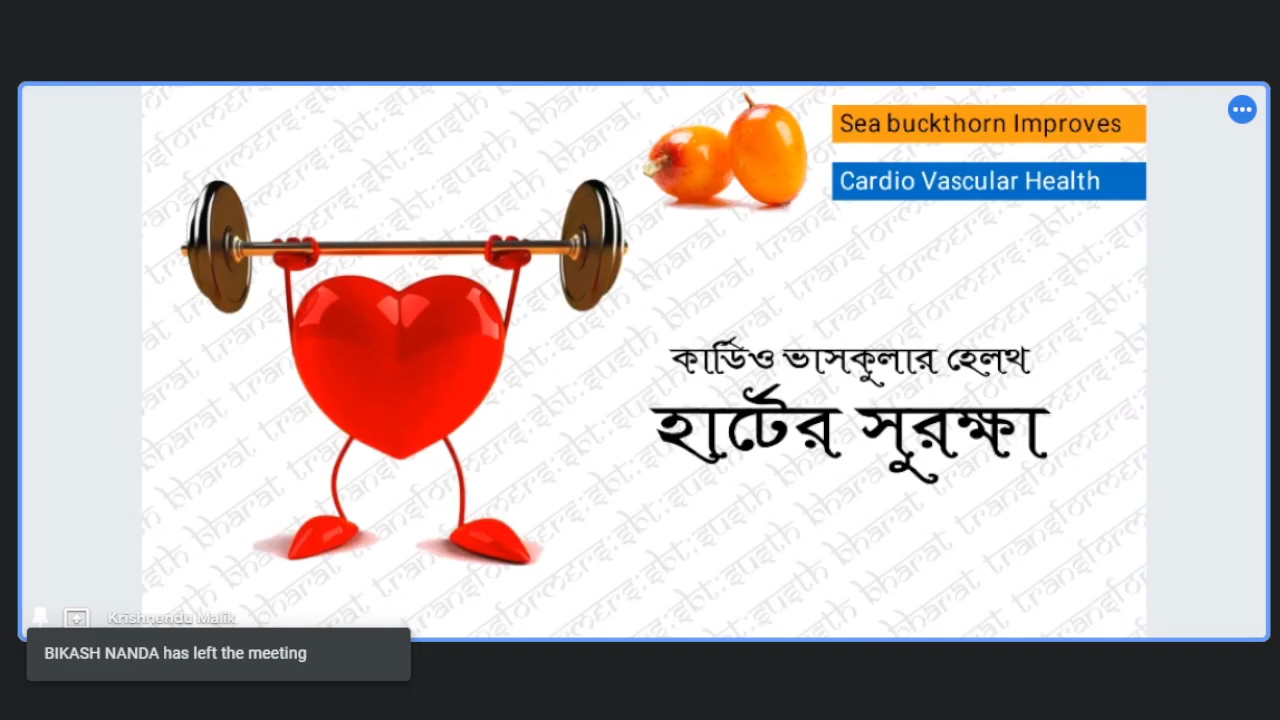 Sea buckthorn Improves
Cardio Vascular Health
কার্ডিও ভাসকুলার হেলথ
হার্টের সুরক্ষা
Krishnendu Malik
BIKASH NANDA has left the meeting